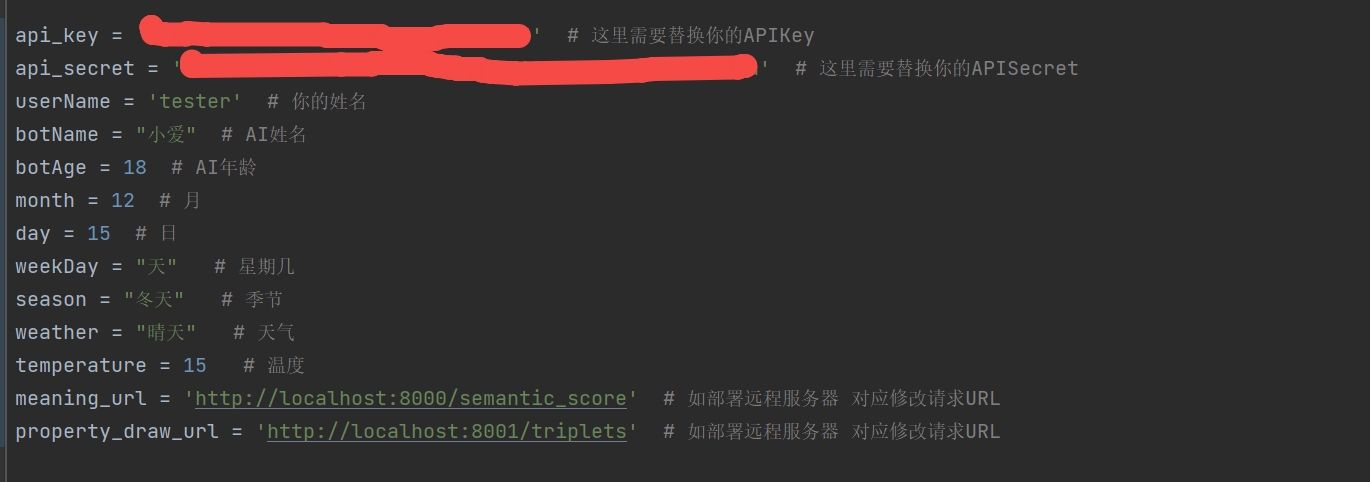 api_key = ' # 这里需要替换你的APIKey
api_secret = ' ' # 这里需要替换你的APISecret
userName = 'tester' # 你的姓名
botName = "小爱" # AI姓名
botAge = 18 # AI年龄
month = 12 # 月
day = 15 # 日
weekDay = "天" # 星期几
season = "冬天" # 季节
weather = "晴天" # 天气
temperature = 15 # 温度
meaning_url = 'http://localhost:8000/semantic_score' # 如部署远程服务器 对应修改请求URL
property_draw_url = 'http://localhost:8001/triplets' # 如部署远程服务器 对应修改请求URL